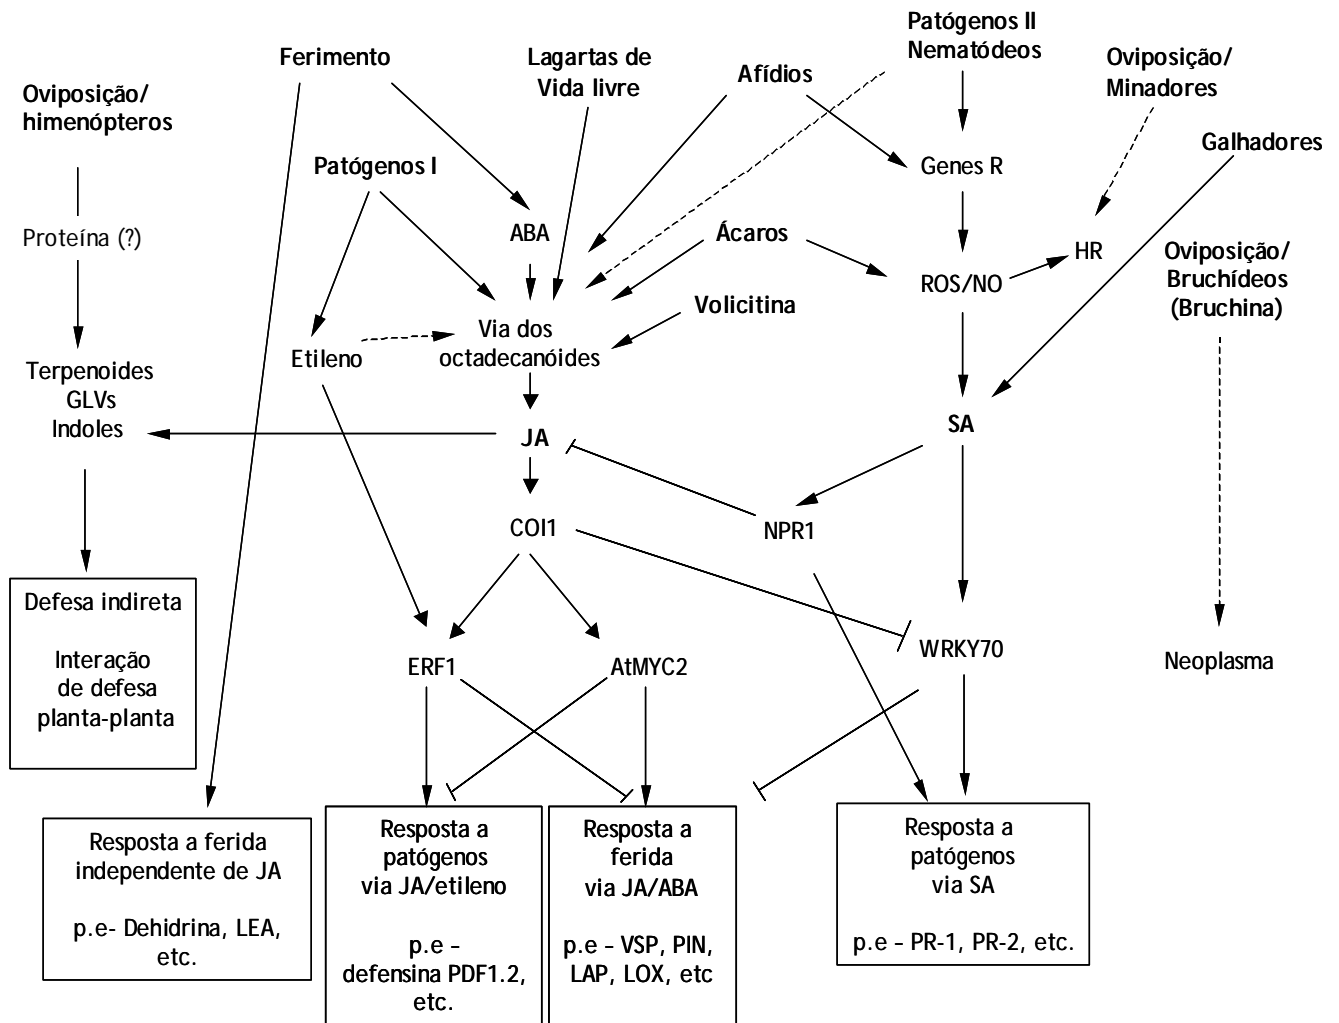 Patógenos II
Nematódeos
Ferimento
Lagartas de
Vida livre
Afídios
Oviposição/
Minadores
Oviposição/
himenópteros
Galhadores
Patógenos I
Genes R
Proteína (?)
ABA
Ácaros
HR
Oviposição/
Bruchídeos
(Bruchina)
ROS/NO
Volicitina
Via dos
octadecanóides
Etileno
Terpenoides
GLVs
Indoles
JA
SA
COI1
NPR1
Defesa indireta
Interação
de defesa
planta-planta
ERF1
AtMYC2
WRKY70
Neoplasma
Resposta a ferida
independente de JA
p.e- Dehidrina, LEA,
etc.
Resposta a
patógenos
via JA/etileno
p.e –
defensina PDF1.2,
etc.
Resposta a
ferida
via JA/ABA
p.e – VSP, PIN,
LAP, LOX, etc
Resposta a
patógenos
via SA
p.e – PR-1, PR-2, etc.